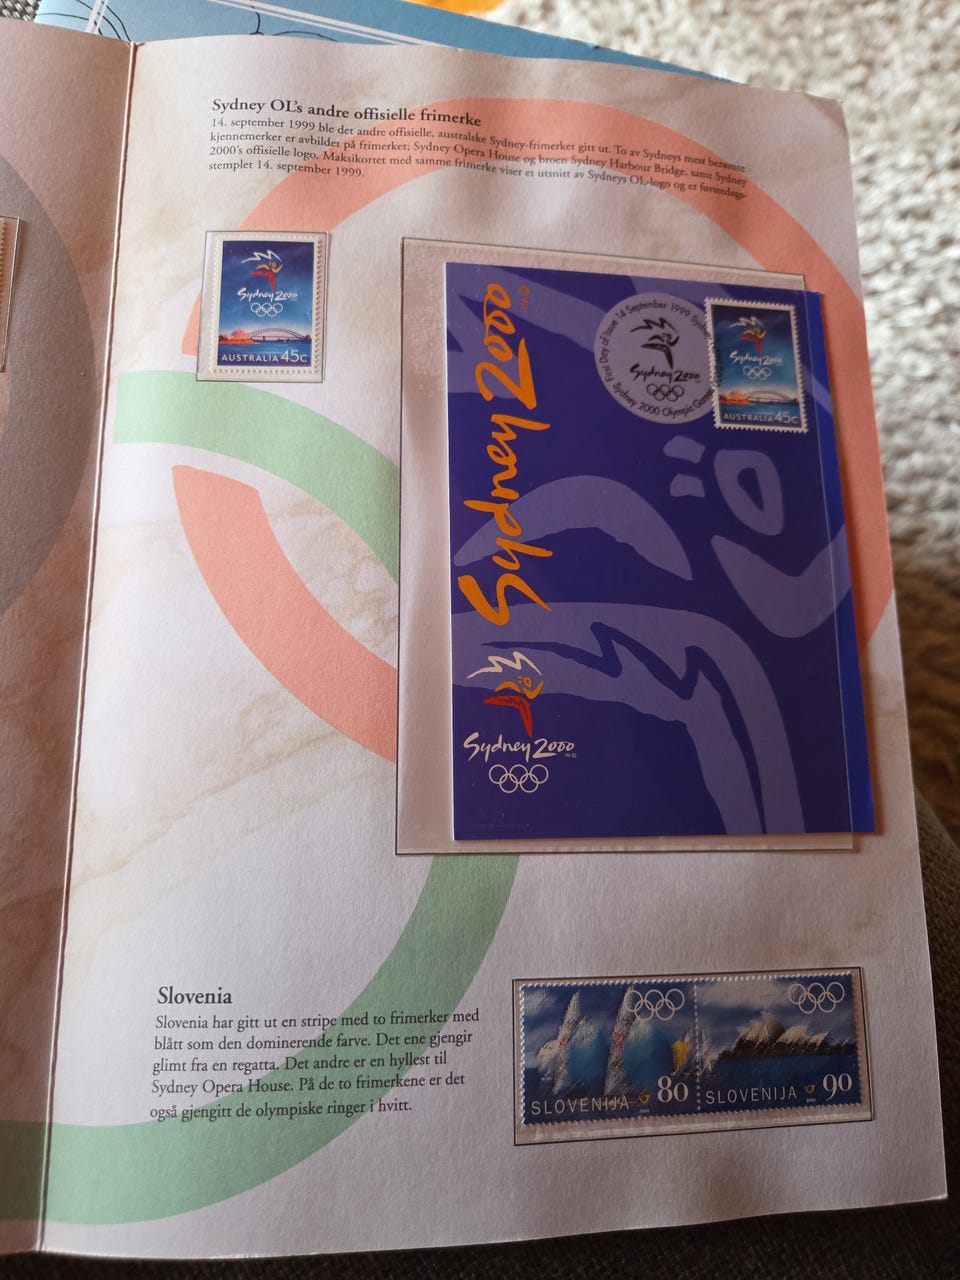 Sydney OL's andre offisielle frimerke
14. september 1999 ble det andre offisielle, australske Sydney-frimerket gitt ut. To av Sydneys mest berømte
kjennemerker er avbildet på frimerket; Sydney Opera House og broen Sydney Harbour Bridge, samt Sydney
2000's offisielle logo. Maksikortet med samme frimerke viser et utsnitt av Sydneys OL-logo og er førstedags-
stemplet 14. september 1999.
Sydney 2000
AUSTRALIA 45c
Sydney 2000
First Day of Issue 14 September 1999 Sydney
Sydney 2000
Sydney 2000 Olympic Games
Sydney 2000
AUSTRALIA 45c
Sydney 2000
Slovenia
Slovenia har gitt ut en stripe med to frimerker med
blått som den dominerende farve. Det ene gjengir
glimt fra en regatta. Det andre er en hyllest til
Sydney Opera House. På de to frimerkene er det
også gjengitt de olympiske ringer i hvitt.
SLOVENIJA 80
SLOVENIJA 90